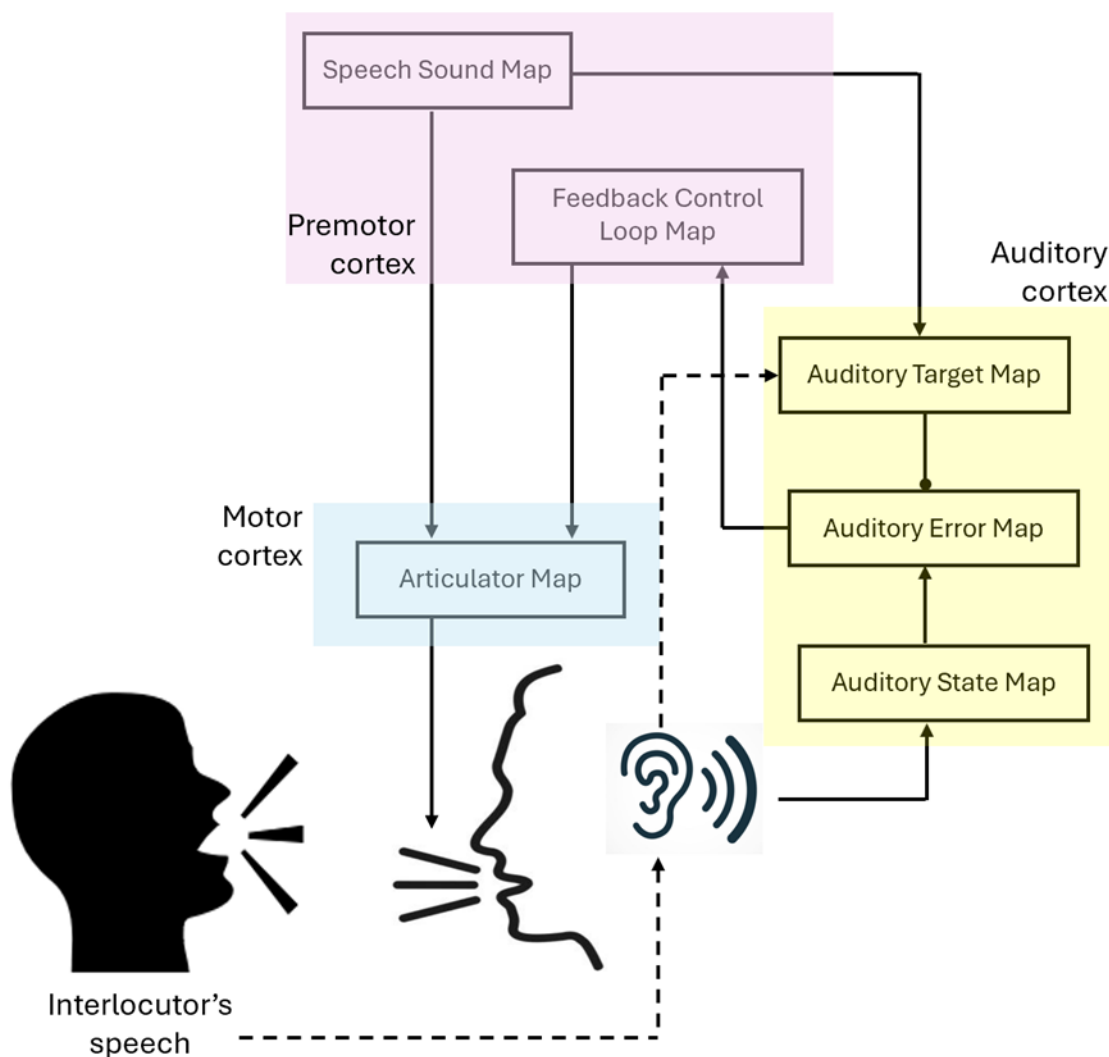 Speech Sound Map
Feedback Control
Loop Map
Premotor
cortex
Auditory
cortex
Auditory Target Map
Motor
cortex
Auditory Error Map
Articulator Map
Auditory State Map
Interlocutor’s
speech